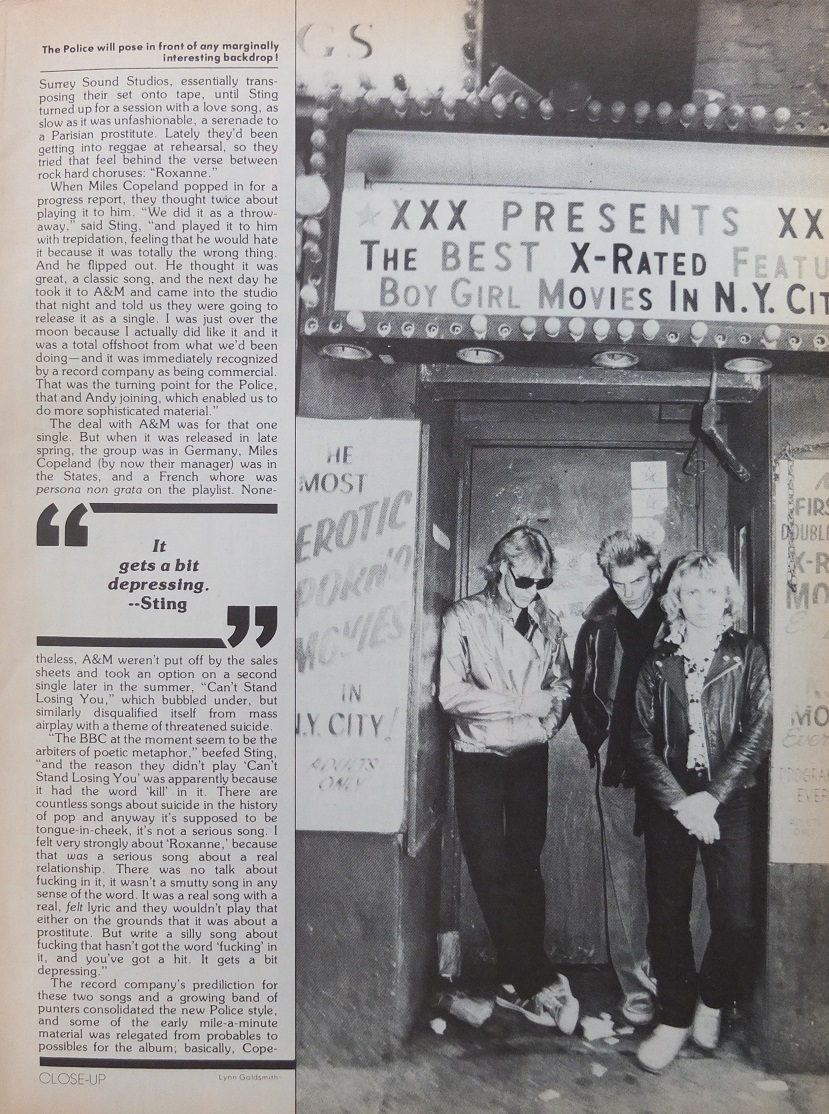 The Police will pose in front of any marginally
interesting backdrop!
Surrey Sound Studios, essentially trans-
posing their set onto tape, until Sting
turned up for a session with a love song, as
slow as it was unfashionable, a serenade to
a Parisian prostitute. Lately they’d been
getting into reggae at rehearsal, so they
tried that feel behind the verse between
rock hard choruses: “Roxanne.”
When Miles Copeland popped in for a
progress report, they thought twice about
playing it to him. “We did it as a throw-
away,” said Sting, “and played it to him
with trepidation, feeling that he would hate
it because it was totally the wrong thing.
And he flipped out. He thought it was
great, a classic song, and the next day he
took it to A&M and came into the studio
that night and told us they were going to
release it as a single. I was just over the
moon because I actually did like it and it
was a total offshoot from what we’d been
doing—and it was immediately recognized
by a record company as being commercial.
That was the turning point for the Police,
that and Andy joining, which enabled us to
do more sophisticated material.”
The deal with A&M was for that one
single. But when it was released in late
spring, the group was in Germany, Miles
Copeland (by now their manager) was in
the States, and a French whore was
persona non grata on the playlist. None-
“
It
gets a bit
depressing.
--Sting
”
theless, A&M weren’t put off by the sales
sheets and took an option on a second
single later in the summer, “Can’t Stand
Losing You,” which bubbled under, but
similarly disqualified itself from mass
airplay with a theme of threatened suicide.
“The BBC at the moment seem to be the
arbiters of poetic metaphor,” beefed Sting,
“and the reason they didn’t play ‘Can’t
Stand Losing You’ was apparently because
it had the word ‘kill’ in it. There are
countless songs about suicide in the history
of pop and anyway it’s supposed to be
tongue-in-cheek, it’s not a serious song. I
felt very strongly about ‘Roxanne,’ because
that was a serious song about a real
relationship. There was no talk about
fucking in it, it wasn’t a smutty song in any
sense of the word. It was a real song with a
real, felt lyric and they wouldn’t play that
either on the grounds that it was about a
prostitute. But write a silly song about
fucking that hasn’t got the word ‘fucking’ in
it, and you’ve got a hit. It gets a bit
depressing.”
The record company’s prediliction for
these two songs and a growing band of
punters consolidated the new Police style,
and some of the early mile-a-minute
material was relegated from probables to
possibles for the album; basically, Cope-
CLOSE-UP
Lynn Goldsmith
GS
XXX PRESENTS XX
THE BEST X-RATED FEATU
BOY GIRL MOVIES IN N.Y. CIT
HE
MOST
EROTIC
PORN'O
MOVIES
IN
N.Y. CITY!
ADULTS
ONLY
FIRS
DOUBLE
X-R
MO
MO
Ever
PROGRA
EVER